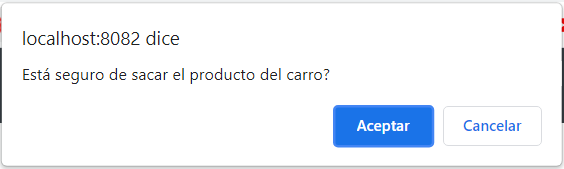 localhost:8082 dice
Está seguro de sacar el producto del carro?
Aceptar
Cancelar